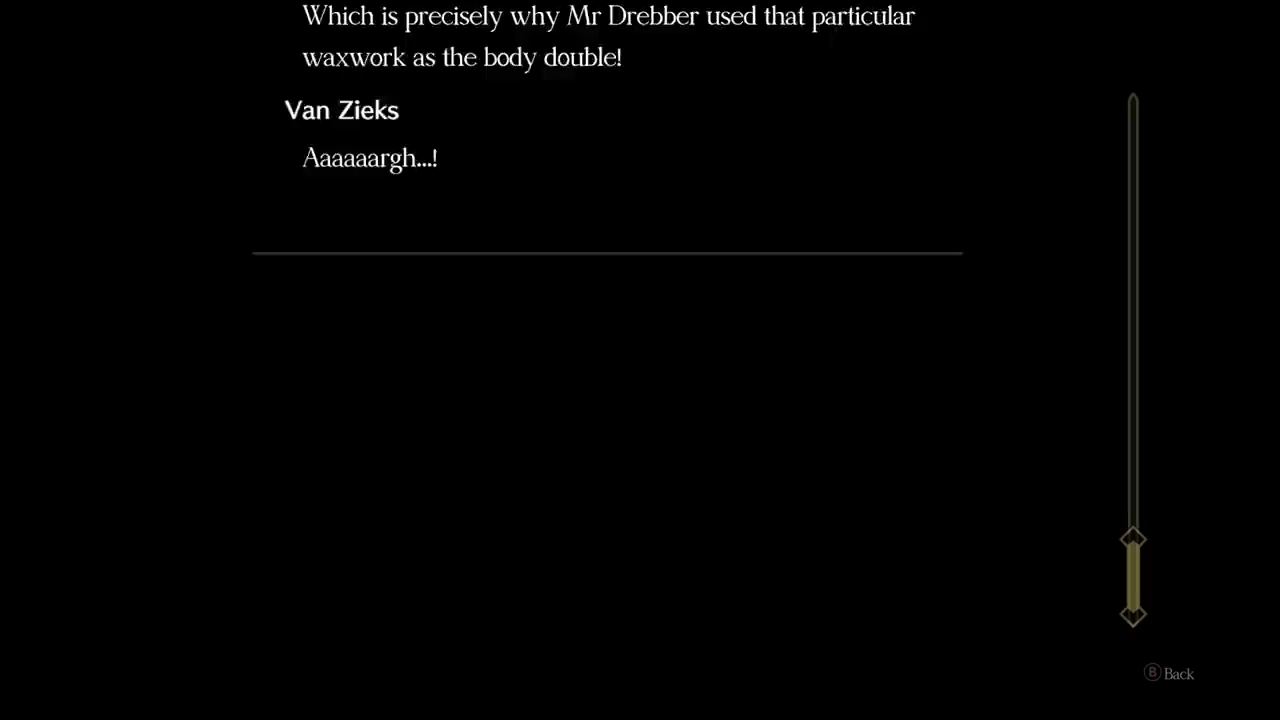 Which is precisely why Mr Drebber used that particular
waxwork as the body double!
Van Zieks
Aaaaaargh...!
B Back